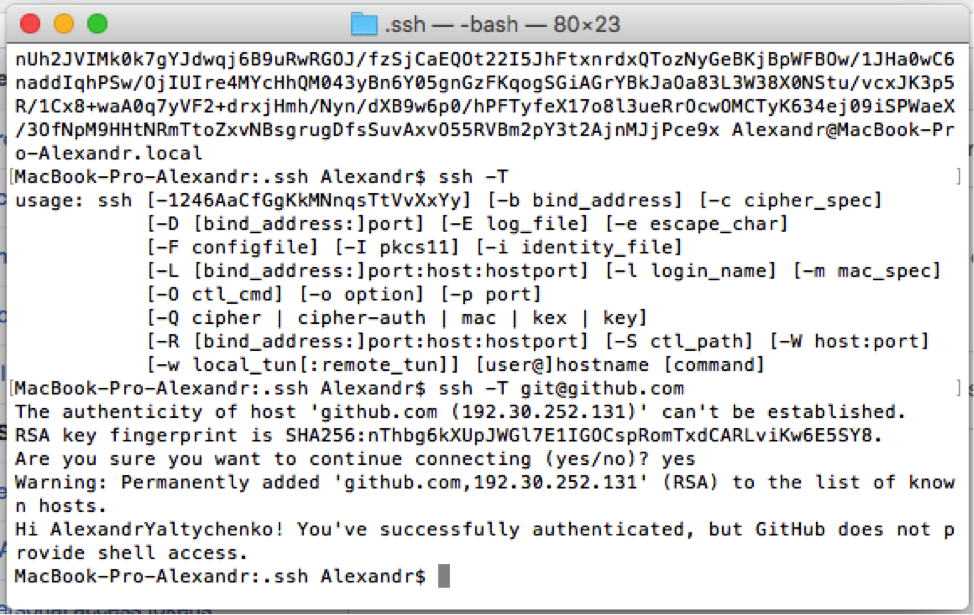 .ssh — -bash — 80×23
nUh2JVIMk0k7gYJdwqj6B9uRwRGOJ/fzSjCaEQOt22I5JhFtxnrdxQTozNyGeBKjBpWFBOw/1JHa0wC6
naddIqhPSw/OjIUIre4MYcHhQM043yBn6Y05gnGzFKqogSGiAGrYBkJaOa83L3W38X0NStu/vcxJK3p5
R/1Cx8+waA0q7yVF2+drxjHmh/Nyn/dXB9w6p0/hPFTyfeX17o8l3ueRrOcwOMCTyK634ej09iSPWaeX
/3OfNpM9HHtNRmTtoZxvNBsgrugDfsSuvAxvO55RVBm2pY3t2AjnMJjPce9x Alexandr@MacBook-Pr
o-Alexandr.local
[MacBook-Pro-Alexandr:.ssh Alexandr$ ssh -T ]
usage: ssh [-1246AaCfGgKkMNnqsTtVvXxYy] [-b bind_address] [-c cipher_spec]
[-D [bind_address:]port] [-E log_file] [-e escape_char]
[-F configfile] [-I pkcs11] [-i identity_file]
[-L [bind_address:]port:host:hostport] [-l login_name] [-m mac_spec]
[-O ctl_cmd] [-o option] [-p port]
[-Q cipher | cipher-auth | mac | kex | key]
[-R [bind_address:]port:host:hostport] [-S ctl_path] [-W host:port]
[-w local_tun[:remote_tun]] [user@]hostname [command]
[MacBook-Pro-Alexandr:.ssh Alexandr$ ssh -T git@github.com ]
The authenticity of host 'github.com (192.30.252.131)' can't be established.
RSA key fingerprint is SHA256:nThbg6kXUpJWGl7E1IGOCspRomTxdCARLviKw6E5SY8.
Are you sure you want to continue connecting (yes/no)? yes
Warning: Permanently added 'github.com,192.30.252.131' (RSA) to the list of know
n hosts.
Hi AlexandrYaltychenko! You've successfully authenticated, but GitHub does not p
rovide shell access.
MacBook-Pro-Alexandr:.ssh Alexandr$